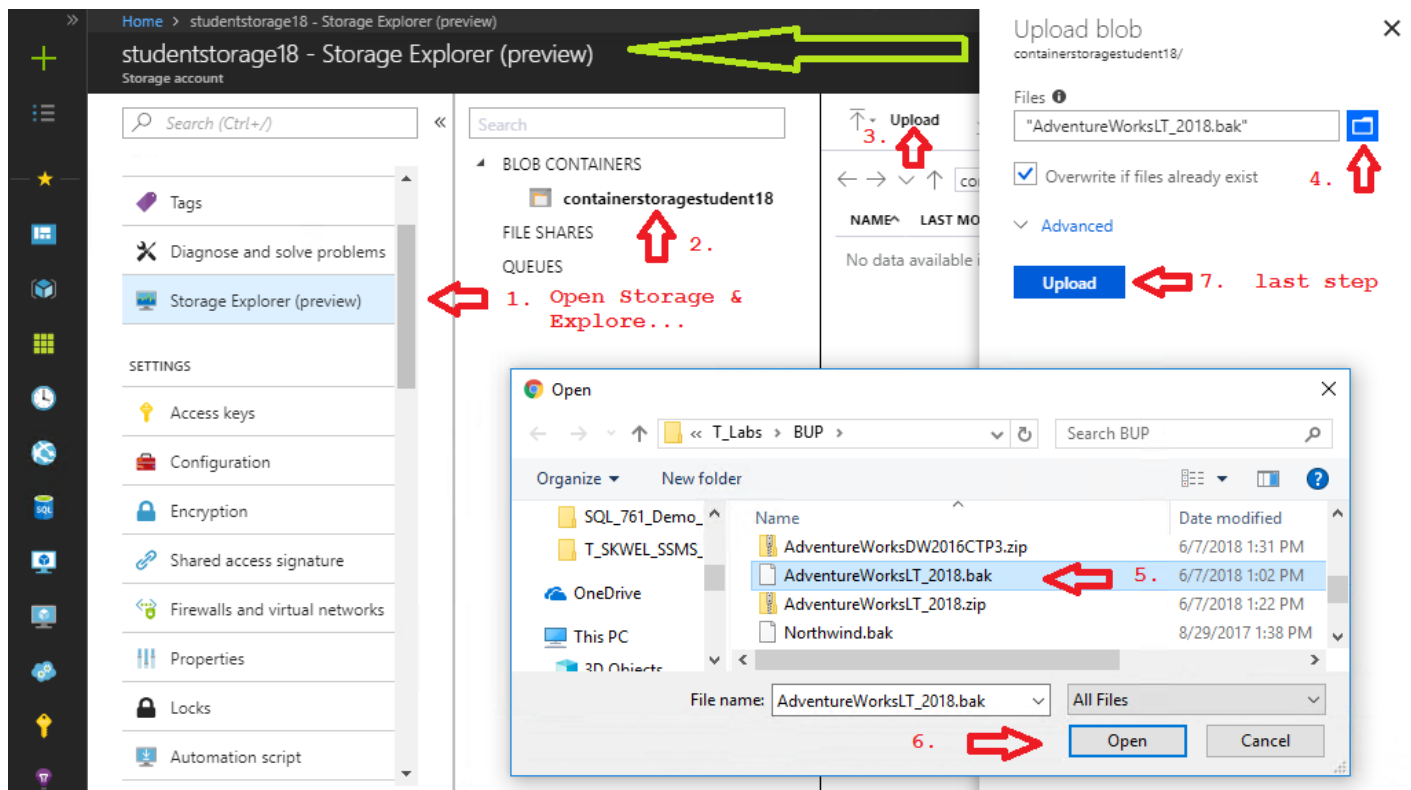 Home > studentstorage18 - Storage Explorer (preview)
studentstorage18 - Storage Explorer (preview)
Storage account
Search (Ctrl+/)
Tags
Diagnose and solve problems
Storage Explorer (preview)
SETTINGS
Access keys
Configuration
Encryption
Shared access signature
Firewalls and virtual networks
Properties
Locks
Automation script
SQL
Search
BLOB CONTAINERS
containerstoragestudent18
2.
FILE SHARES
QUEUES
1. Open Storage &
Explore...
Upload
3.
NAME LAST MO
No data available i
Upload blob
containerstoragestudent18/
Files
"AdventureWorksLT_2018.bak"
Overwrite if files already exist
4.
Advanced
Upload
7. last step
Open
« T_Labs > BUP >
Search BUP
Organize
New folder
SQL_761_Demo_
T_SKWEL_SSMS_
OneDrive
This PC
3D Objects
Name
Date modified
AdventureWorksDW2016CTP3.zip
6/7/2018 1:31 PM
AdventureWorksLT_2018.bak
5.
6/7/2018 1:02 PM
AdventureWorksLT_2018.zip
6/7/2018 1:22 PM
Northwind.bak
8/29/2017 1:38 PM
File name: AdventureWorksLT_2018.bak
All Files
6.
Open
Cancel